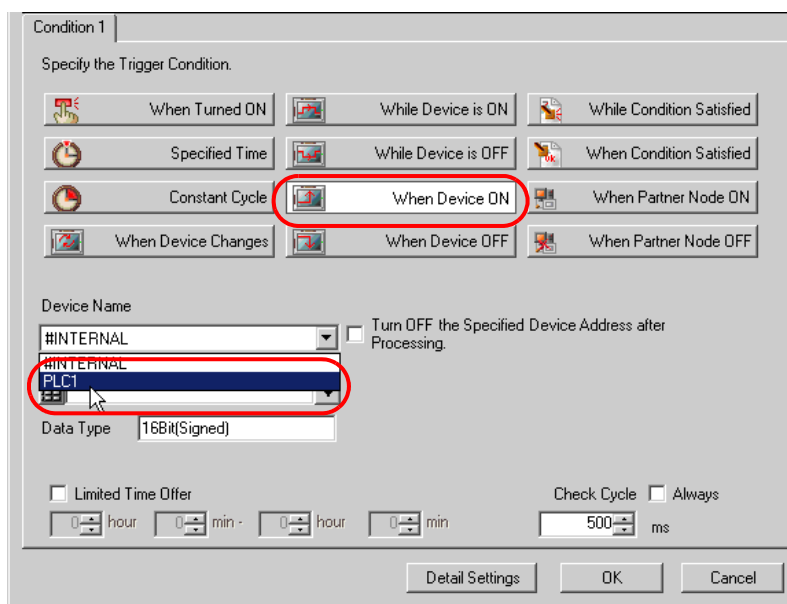 Condition 1
Specify the Trigger Condition.
When Turned ON
While Device is ON
While Condition Satisfied
Specified Time
While Device is OFF
When Condition Satisfied
Constant Cycle
When Device ON
When Partner Node ON
When Device Changes
When Device OFF
When Partner Node OFF
Device Name
#INTERNAL
Turn OFF the Specified Device Address after
Processing.
#INTERNAL
PLC1
Data Type 16Bit(Signed)
Limited Time Offer
Check Cycle Always
0 hour 0 min - 0 hour 0 min
500 ms
Detail Settings OK Cancel